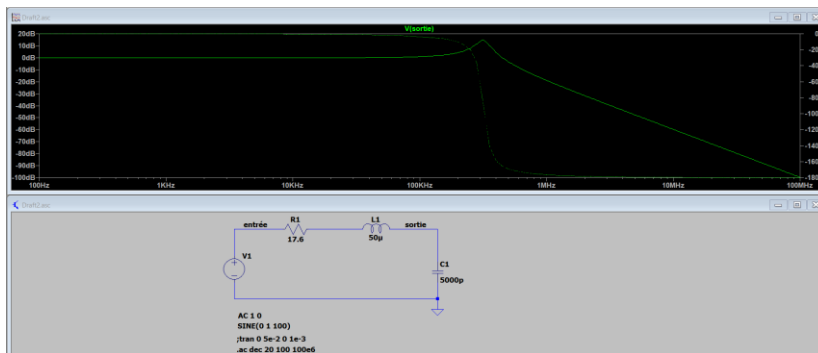 Draft2.asc
V(sortie)
20dB
10dB
0dB
-10dB
-20dB
-30dB
-40dB
-50dB
-60dB
-70dB
-80dB
-90dB
-100dB
0
-20
-40
-60
-80
-100
-120
-140
-160
-180
100Hz
1KHz
10KHz
100KHz
1MHz
10MHz
100MHz
Draft2.asc
entrée R1 L1 sortie
17.6 50µ
V1
C1
5000p
AC 1 0
SINE(0 1 100)
;tran 0 5e-2 0 1e-3
.ac dec 20 100 100e6